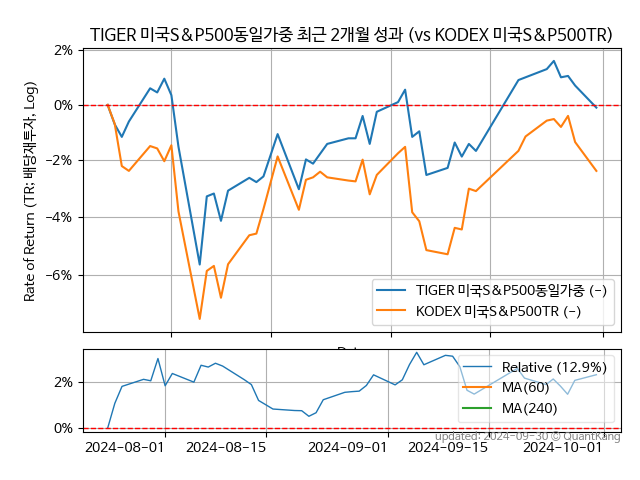 TIGER 미국S&P500동일가중 최근 2개월 성과 (vs KODEX 미국S&P500TR)
Rate of Return (TR: 배당재투자, Log)
2%
0%
−2%
−4%
−6%
TIGER 미국S&P500동일가중 (-)
KODEX 미국S&P500TR (-)
2%
0%
Relative (12.9%)
MA(60)
MA(240)
updated: 2024-09-30 © QuantKang
2024-08-01 2024-08-15 2024-09-01 2024-09-15 2024-10-01